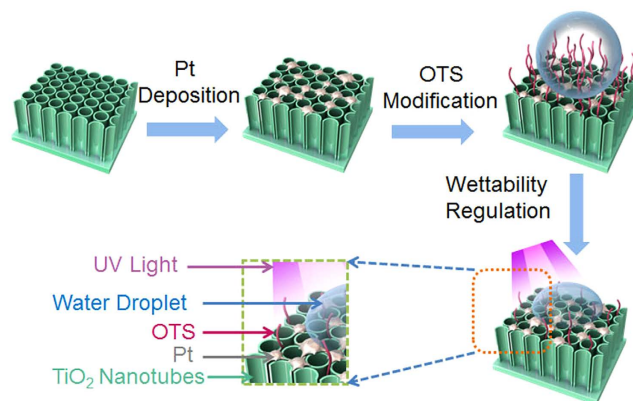 Pt
Deposition
OTS
Modification
Wettability
Regulation
UV Light
Water Droplet
OTS
Pt
TiO₂ Nanotubes